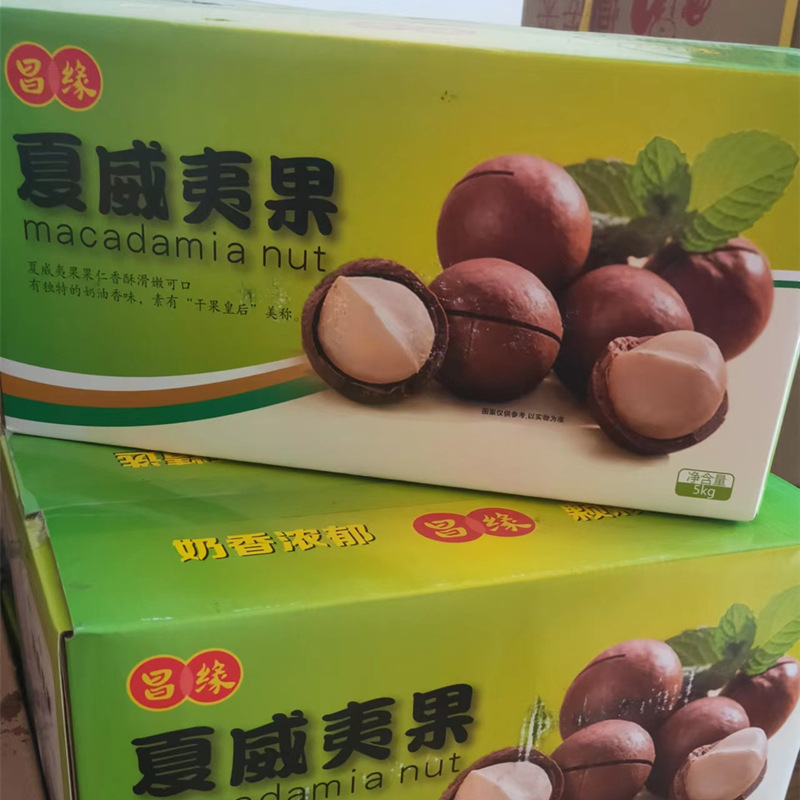 昌缘
夏威夷果
macadamia nut
夏威夷果果仁香酥滑嫩可口
有独特的奶油香味，素有“干果皇后”美称。
图案仅供参考，以实物为准
净含量
5kg
精选
奶香浓郁
昌缘
昌缘
夏威夷果
macadamia nut